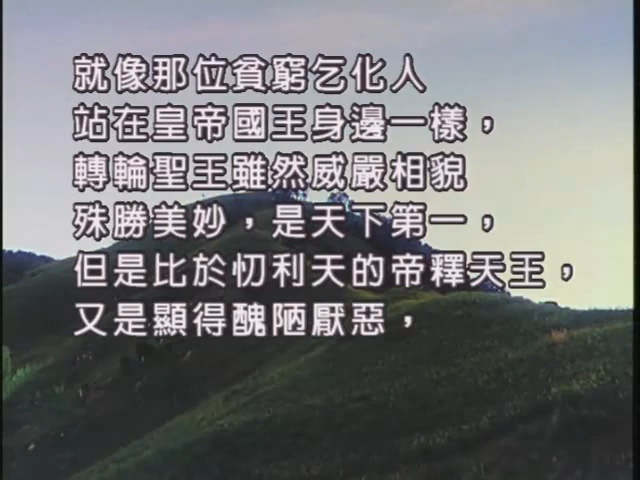 就像那位貧窮乞化人
站在皇帝國王身邊一樣，
轉輪聖王雖然威嚴相貌
殊勝美妙，是天下第一，
但是比於忉利天的帝釋天王，
又是顯得醜陋厭惡，